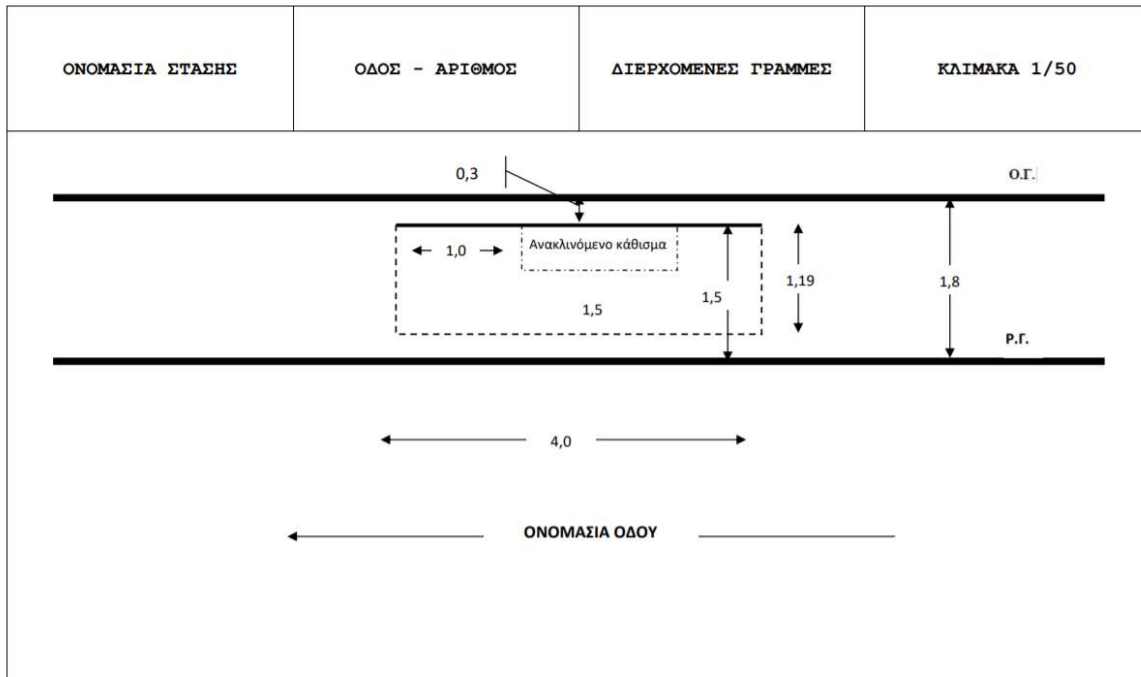 ΟΝΟΜΑΣΙΑ ΣΤΑΣΗΣ
ΟΔΟΣ - ΑΡΙΘΜΟΣ
ΔΙΕΡΧΟΜΕΝΕΣ ΓΡΑΜΜΕΣ
ΚΛΙΜΑΚΑ 1/50
0,3
Ο.Γ.
Ανακλινόμενο κάθισμα
1,0
1,19
1,5
1,8
1,5
Ρ.Γ.
4,0
ΟΝΟΜΑΣΙΑ ΟΔΟΥ